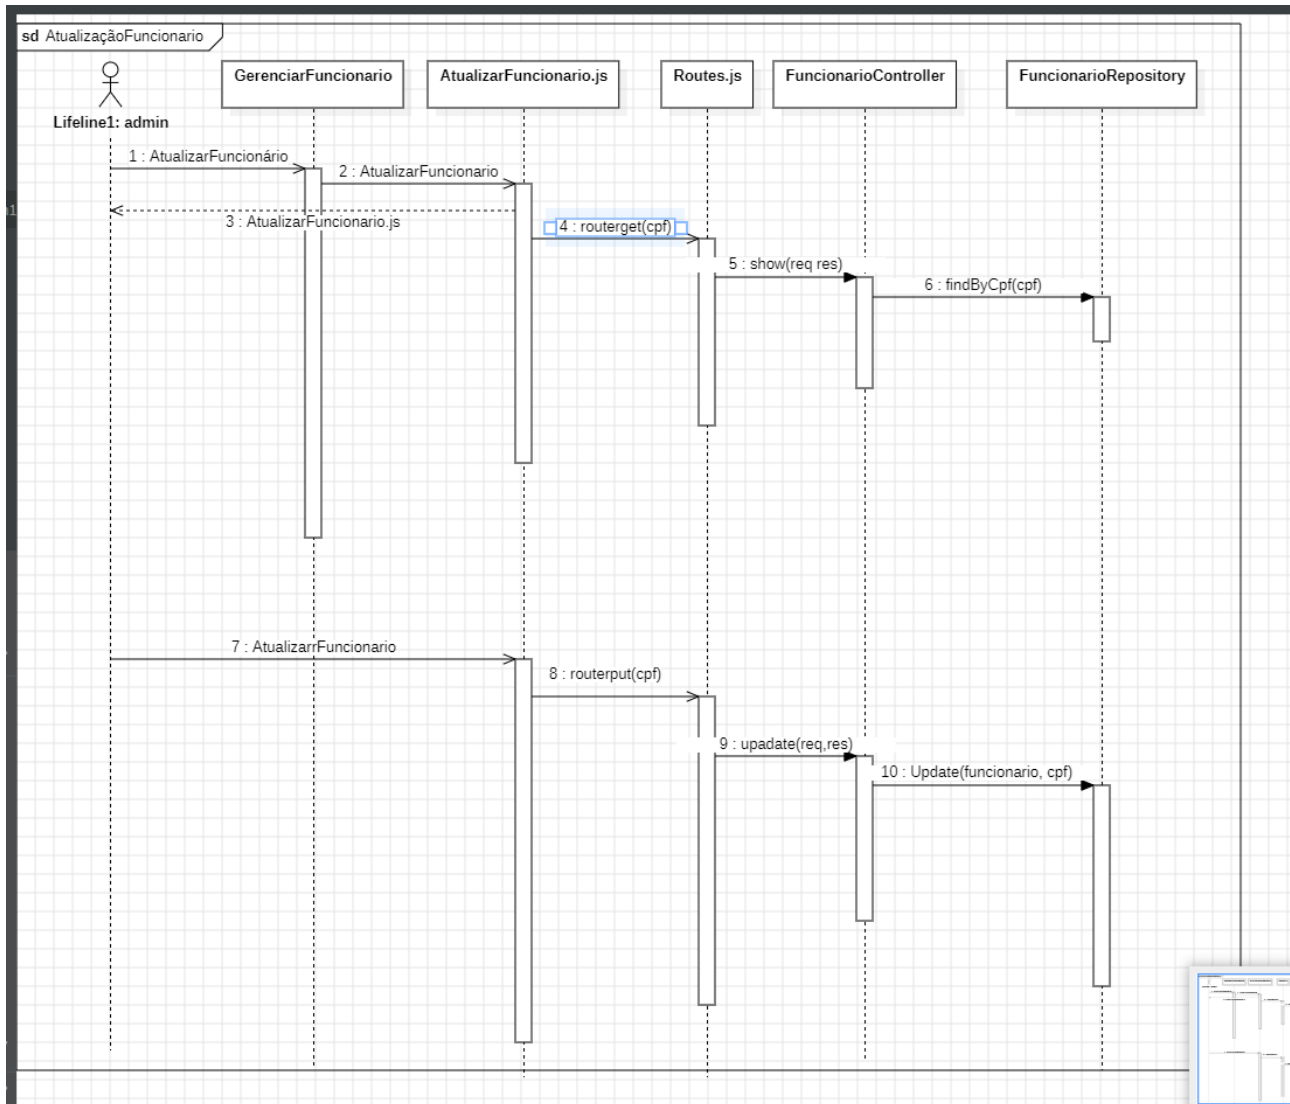 sd AtualizaçãoFuncionario
GerenciarFuncionario
AtualizarFuncionario.js
Routes.js
FuncionarioController
FuncionarioRepository
Lifeline1: admin
1 : AtualizarFuncionário
2 : AtualizarFuncionario
3 : AtualizarFuncionario.js
4 : routerget(cpf)
5 : show(req res)
6 : findByCpf(cpf)
7 : AtualizarrFuncionario
8 : routerput(cpf)
9 : upadate(req,res)
10 : Update(funcionario, cpf)